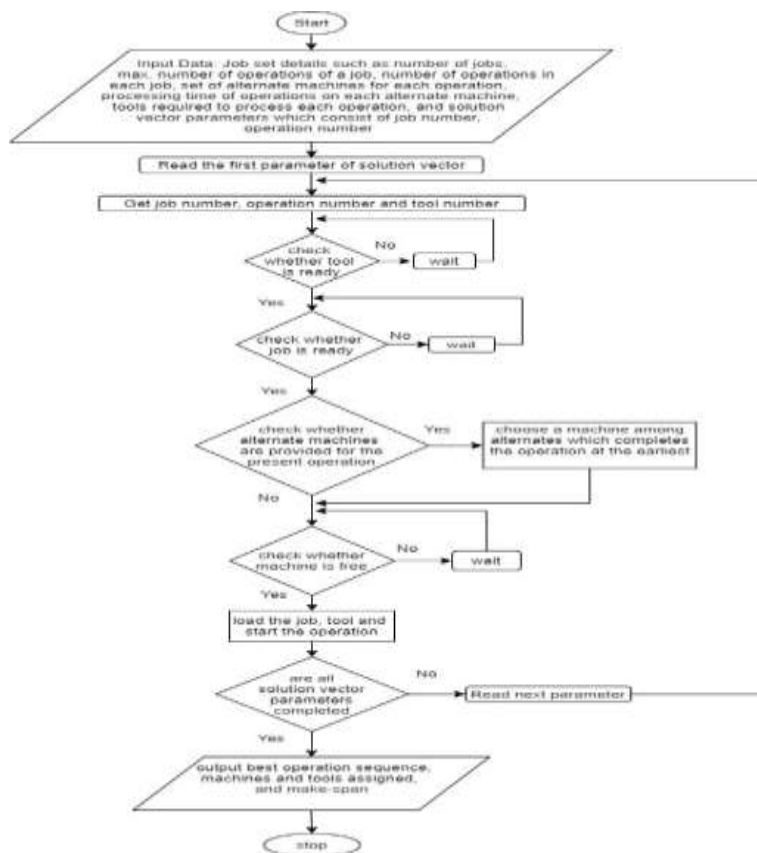 Start
Input Data: Job set details such as number of jobs,
max. number of operations of a job, number of operations in
each job, set of alternate machines for each operation,
processing time of operations on each alternate machine,
tools required to process each operation, and solution
vector parameters which consist of job number,
operation number
Read the first parameter of solution vector
Get job number, operation number and tool number
check
whether tool
is ready
No
wait
Yes
check whether
job is ready
No
wait
Yes
check whether
alternate machines
are provided for the
present operation
Yes
choose a machine among
alternates which completes
the operation at the earliest
No
check whether
machine is free
No
wait
Yes
load the job, tool and
start the operation
are all
solution vector
parameters
completed
No
Read next parameter
Yes
output best operation sequence,
machines and tools assigned,
and make-span
stop